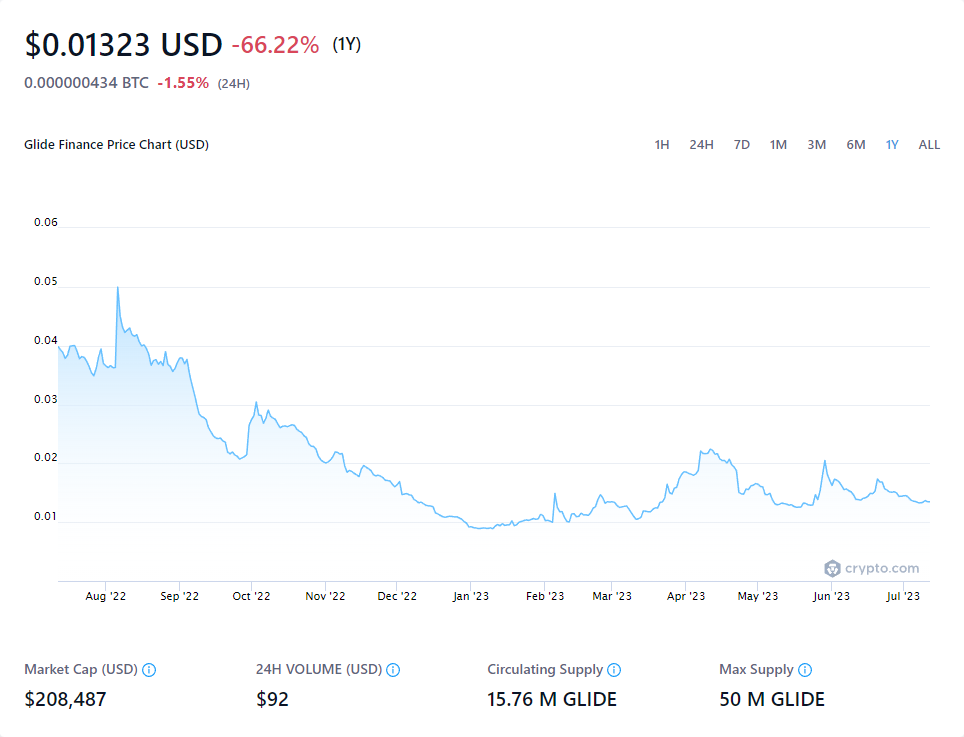 $0.01323 USD -66.22% (1Y)
0.000000434 BTC -1.55% (24H)
Glide Finance Price Chart (USD) 1H 24H 7D 1M 3M 6M 1Y ALL
0.06
0.05
0.04
0.03
0.02
0.01
crypto.com
Aug '22 Sep '22 Oct '22 Nov '22 Dec '22 Jan '23 Feb '23 Mar '23 Apr '23 May '23 Jun '23 Jul '23
Market Cap (USD) 24H VOLUME (USD) Circulating Supply Max Supply
$208,487 $92 15.76 M GLIDE 50 M GLIDE